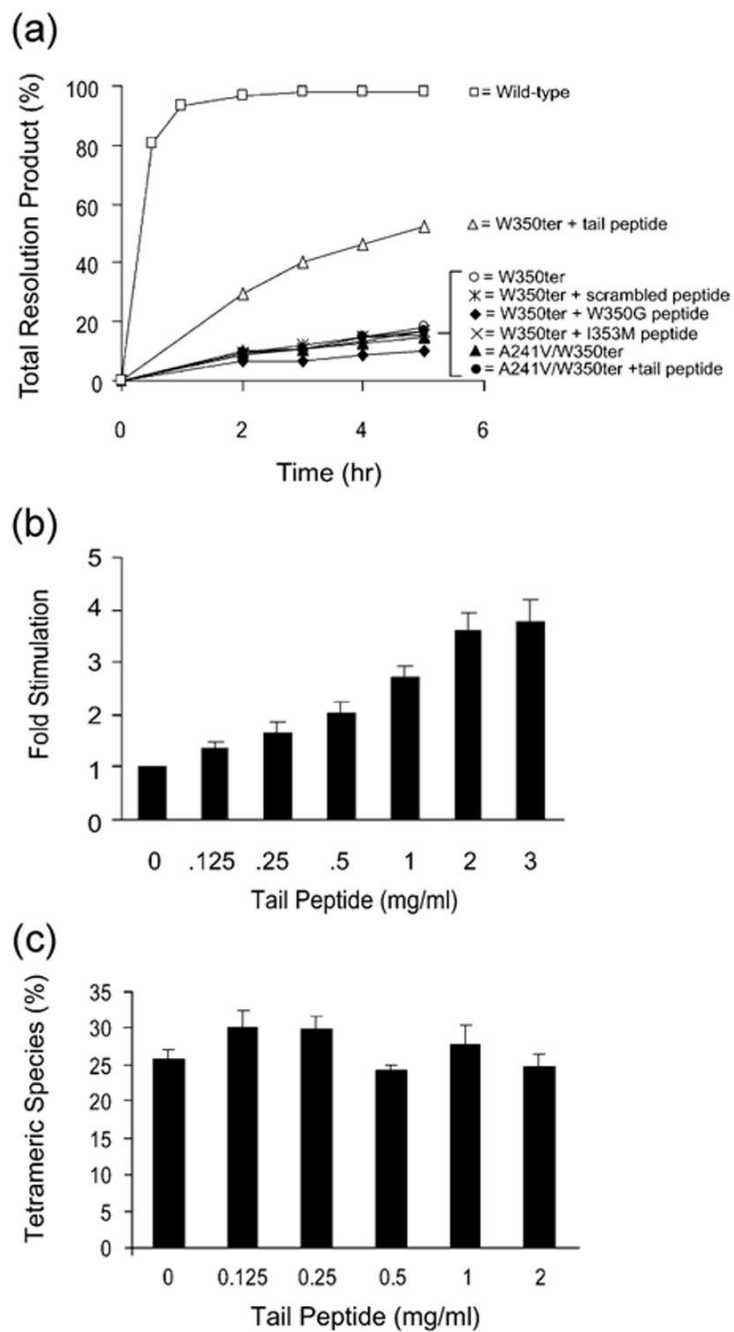 (a)
Total Resolution Product (%)
100
80
60
40
20
0
0
2
4
6
Time (hr)
□= Wild-type
△= W350ter + tail peptide
○= W350ter
= W350ter + scrambled peptide
◆= W350ter + W350G peptide
×= W350ter + I353M peptide
▲= A241V/W350ter
●= A241V/W350ter +tail peptide
(b)
Fold Stimulation
5
4
3
2
1
0
0 .125 .25 .5 1 2 3
Tail Peptide (mg/ml)
(c)
Tetrameric Species (%)
35
30
25
20
15
10
5
0
0 0.125 0.25 0.5 1 2
Tail Peptide (mg/ml)